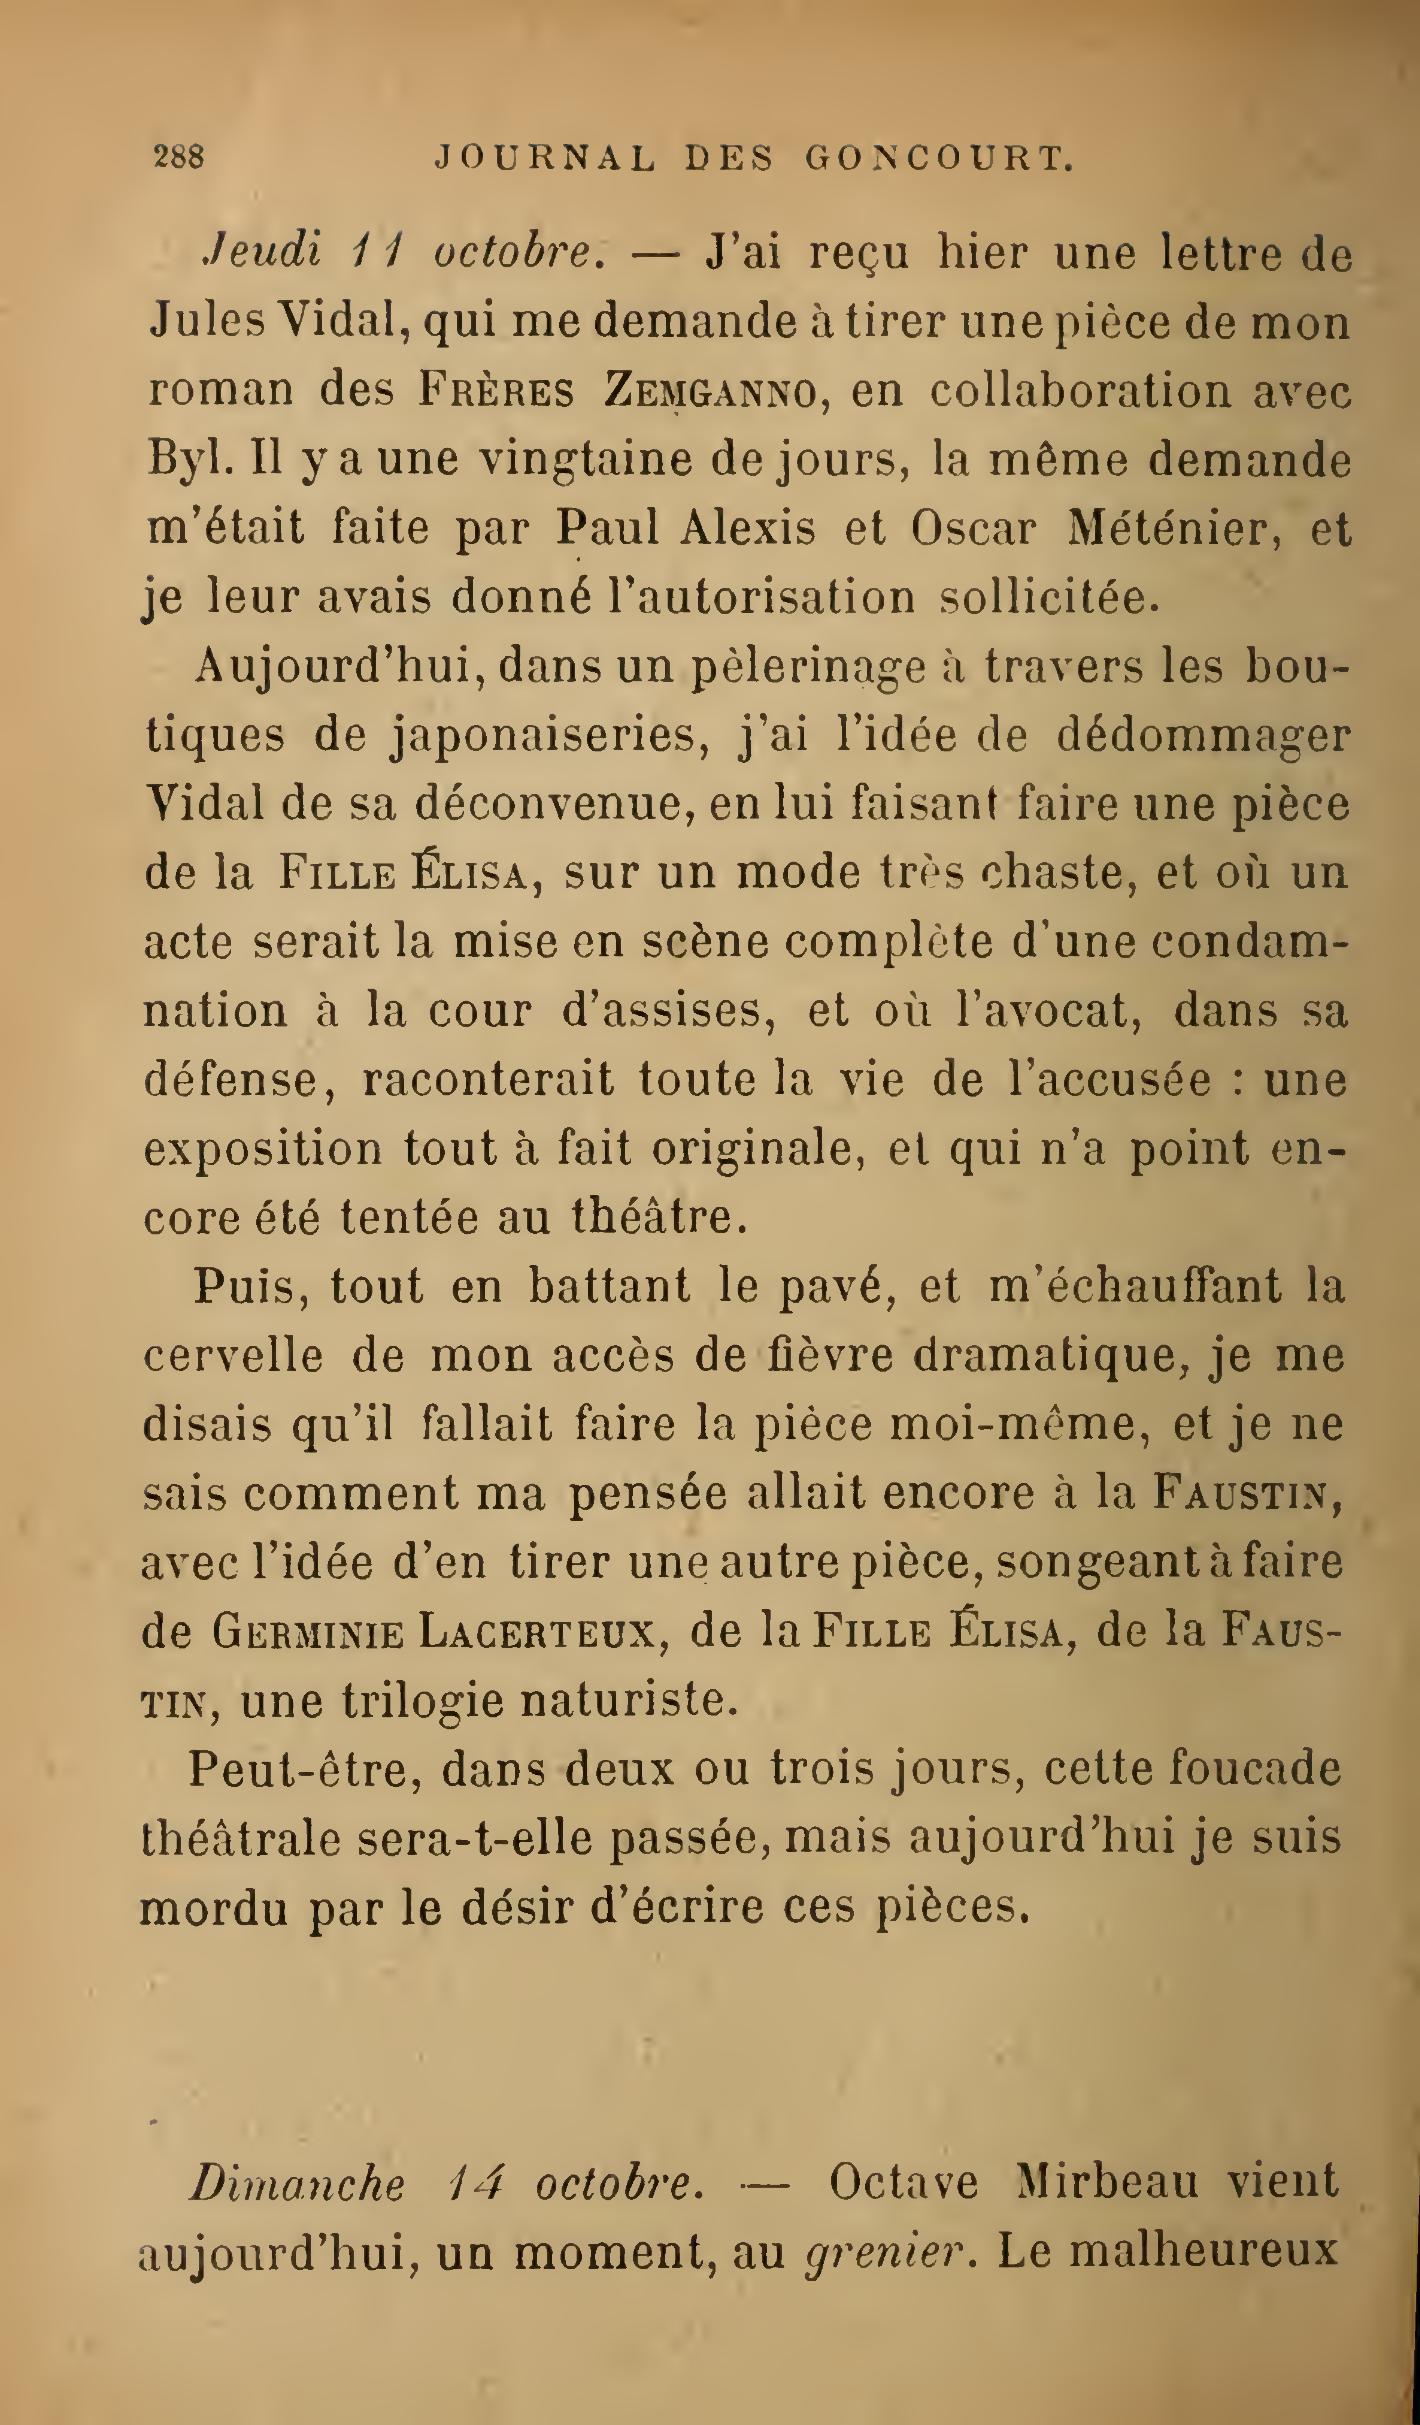 288 JOURNAL DES GONCOURT.
Jeudi 11 octobre. — J'ai reçu hier une lettre de
Jules Vidal, qui me demande à tirer une pièce de mon
roman des FRÈRES ZEMGANNO, en collaboration avec
Byl. Il y a une vingtaine de jours, la même demande
m'était faite par Paul Alexis et Oscar Méténier, et
je leur avais donné l'autorisation sollicitée.
Aujourd'hui, dans un pèlerinage à travers les bou-
tiques de japonaiseries, j'ai l'idée de dédommager
Vidal de sa déconvenue, en lui faisant faire une pièce
de la FILLE ÉLISA, sur un mode très chaste, et où un
acte serait la mise en scène complète d'une condam-
nation à la cour d'assises, et où l'avocat, dans sa
défense, raconterait toute la vie de l'accusée : une
exposition tout à fait originale, et qui n'a point en-
core été tentée au théâtre.
Puis, tout en battant le pavé, et m'échauffant la
cervelle de mon accès de fièvre dramatique, je me
disais qu'il fallait faire la pièce moi-même, et je ne
sais comment ma pensée allait encore à la FAUSTIN,
avec l'idée d'en tirer une autre pièce, songeant à faire
de GERMINIE LACERTEUX, de la FILLE ÉLISA, de la FAUS-
TIN, une trilogie naturiste.
Peut-être, dans deux ou trois jours, cette foucade
théâtrale sera-t-elle passée, mais aujourd'hui je suis
mordu par le désir d'écrire ces pièces.
Dimanche 14 octobre. — Octave Mirbeau vient
aujourd'hui, un moment, au grenier. Le malheureux